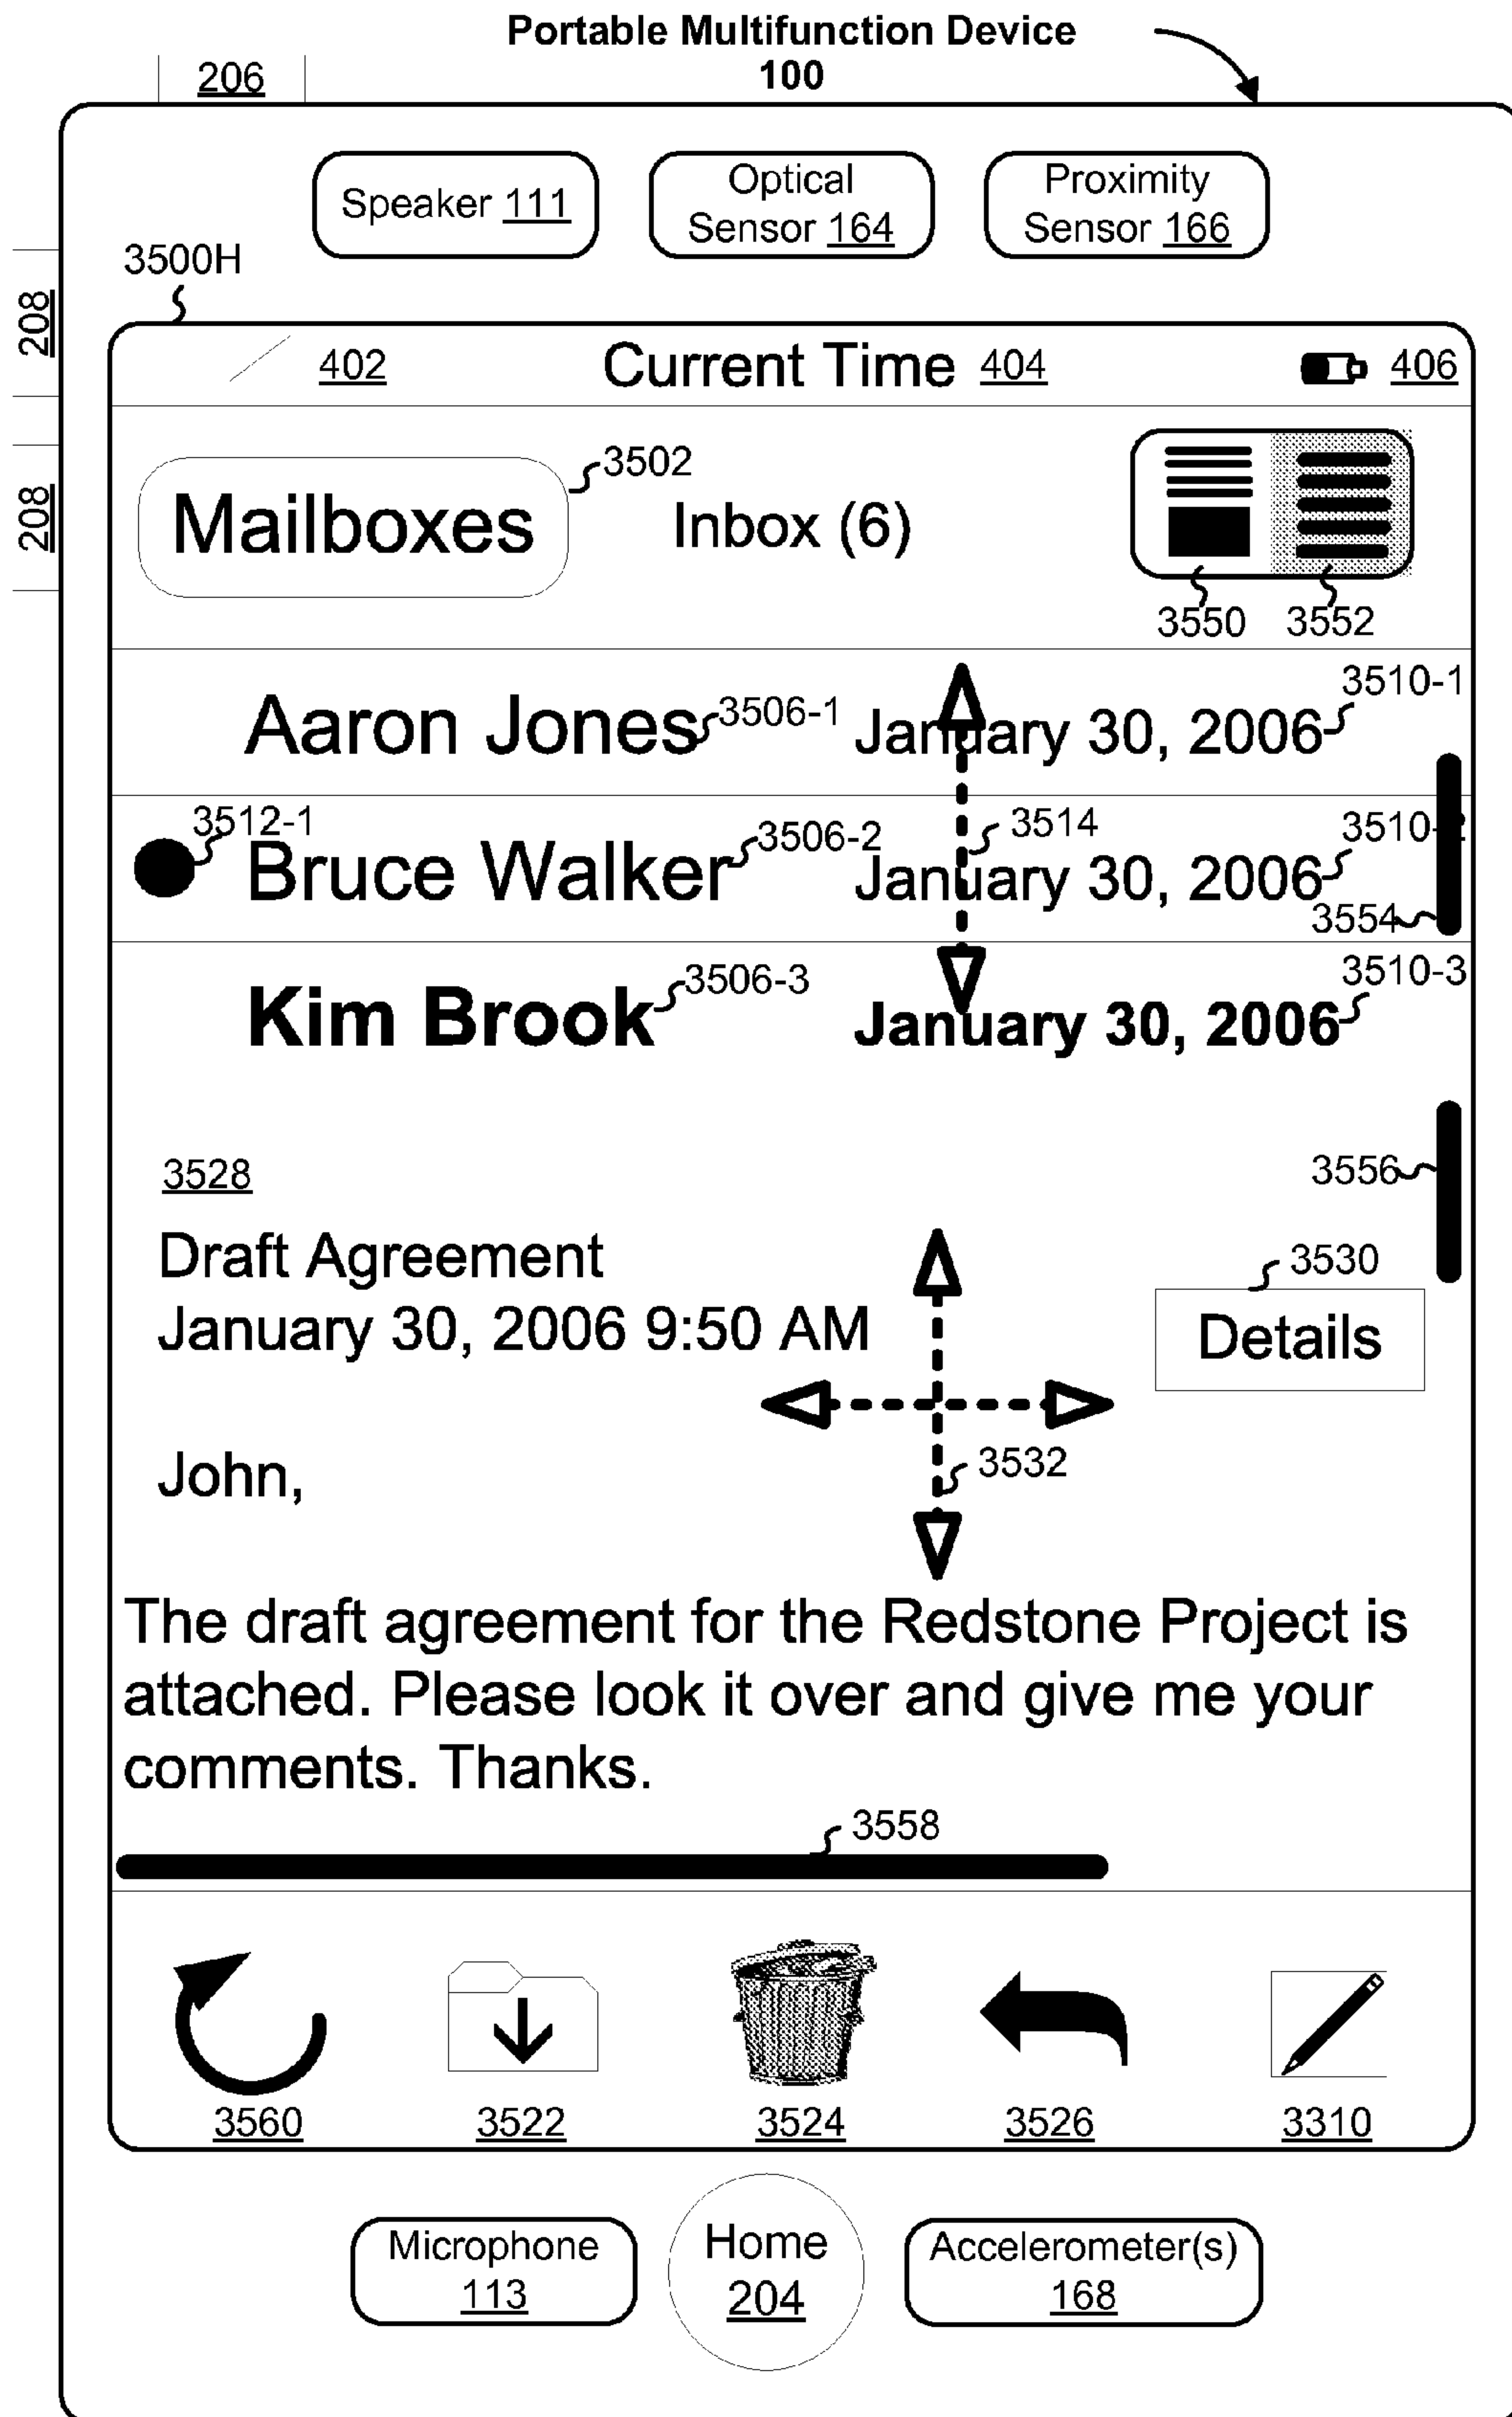 Portable Multifunction Device
100
206
Speaker 111
Optical
Sensor 164
Proximity
Sensor 166
3500H
208
208
402
Current Time 404
406
Mailboxes
3502
Inbox (6)
3550
3552
Aaron Jones
3506-1
January 30, 2006
3510-1
3512-1
Bruce Walker
3506-2
3514
January 30, 2006
3510-2
3554
Kim Brook
3506-3
January 30, 2006
3510-3
3528
3556
Draft Agreement
January 30, 2006 9:50 AM
3530
Details
John,
3532
The draft agreement for the Redstone Project is
attached. Please look it over and give me your
comments. Thanks.
3558
3560
3522
3524
3526
3310
Microphone
113
Home
204
Accelerometer(s)
168